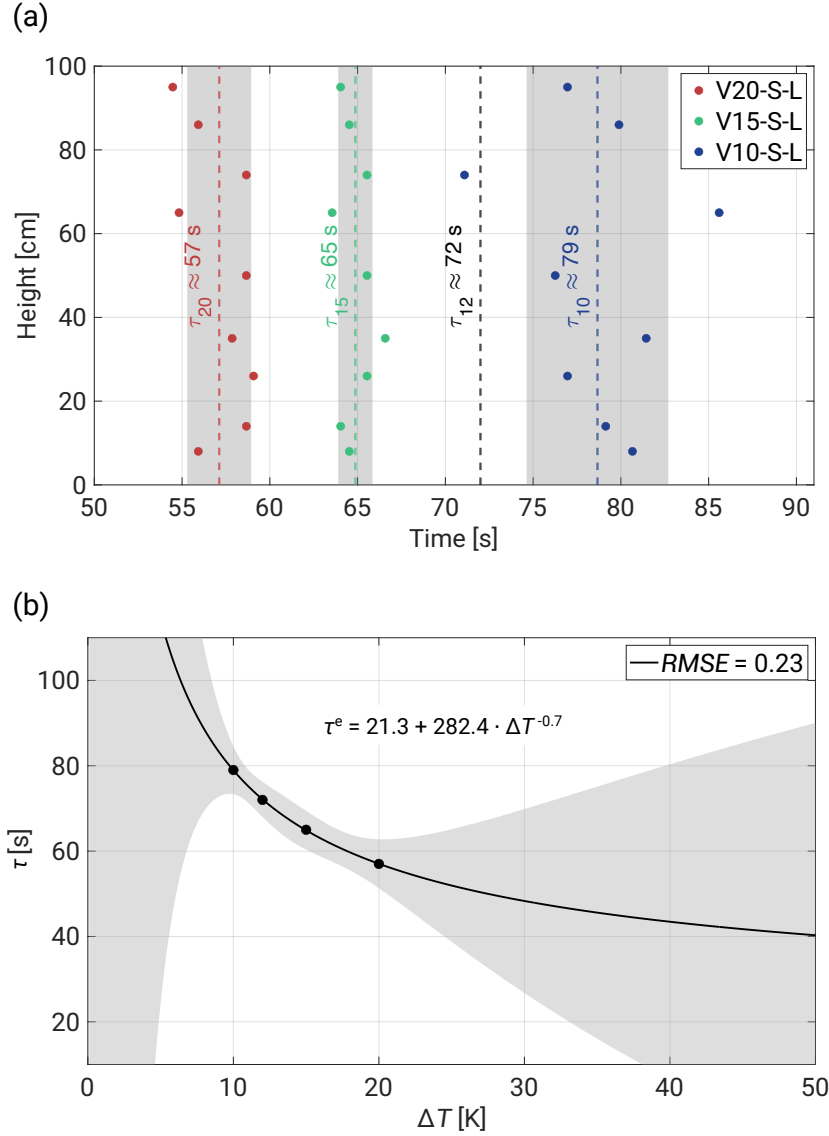 (a)
100
80
60
40
20
0
Height [cm]
τ20 ≈ 57 s
τ15 ≈ 65 s
τ12 ≈ 72 s
τ10 ≈ 79 s
V20-S-L
V15-S-L
V10-S-L
50 55 60 65 70 75 80 85 90
Time [s]
(b)
100
80
60
40
20
τ [s]
RMSE = 0.23
τᵉ = 21.3 + 282.4 · ΔT⁻⁰·⁷
0 10 20 30 40 50
ΔT [K]